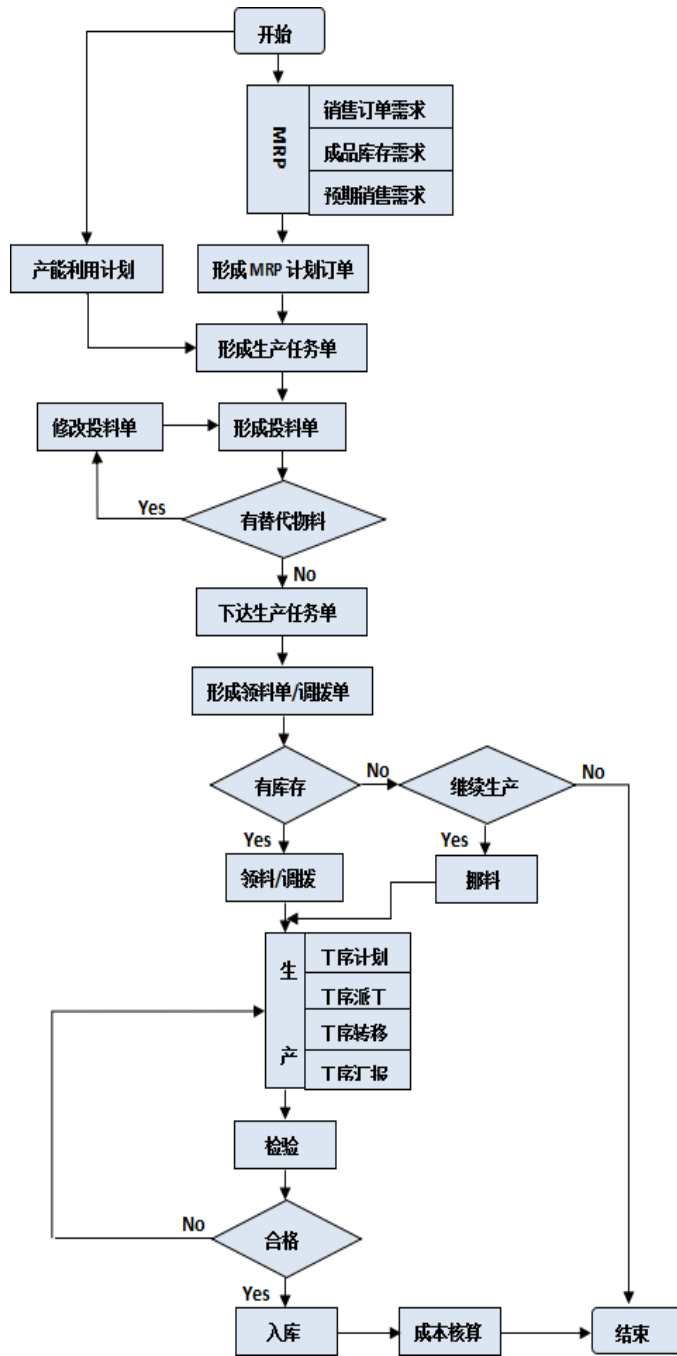 开始
MRP
销售订单需求
成品库存需求
预期销售需求
产能利用计划
形成MRP计划订单
形成生产任务单
修改投料单
形成投料单
Yes
有替代物料
No
下达生产任务单
形成领料单/调拨单
有库存
No
继续生产
No
Yes
Yes
领料/调拨
挪料
生产
工序计划
工序派工
工序转移
工序汇报
检验
No
合格
Yes
入库
成本核算
结束